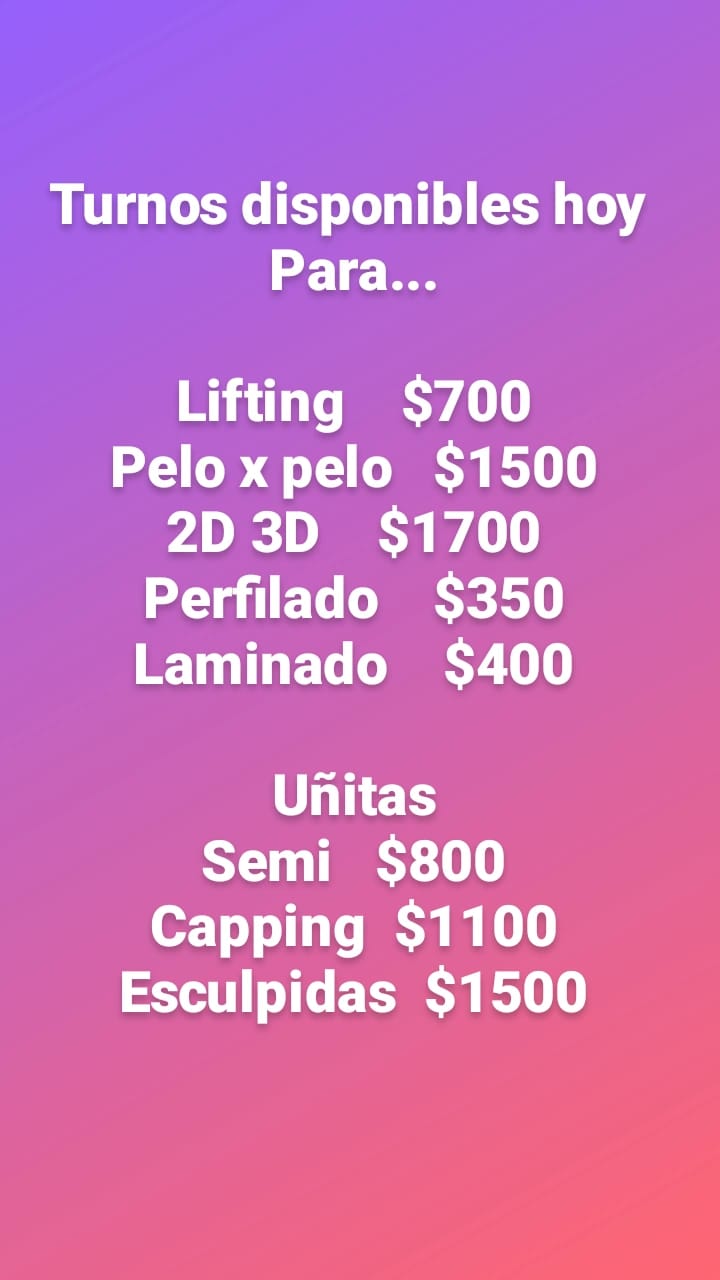 Turnos disponibles hoy
Para...
Lifting $700
Pelo x pelo $1500
2D 3D $1700
Perfilado $350
Laminado $400
Uñitas
Semi $800
Capping $1100
Esculpidas $1500